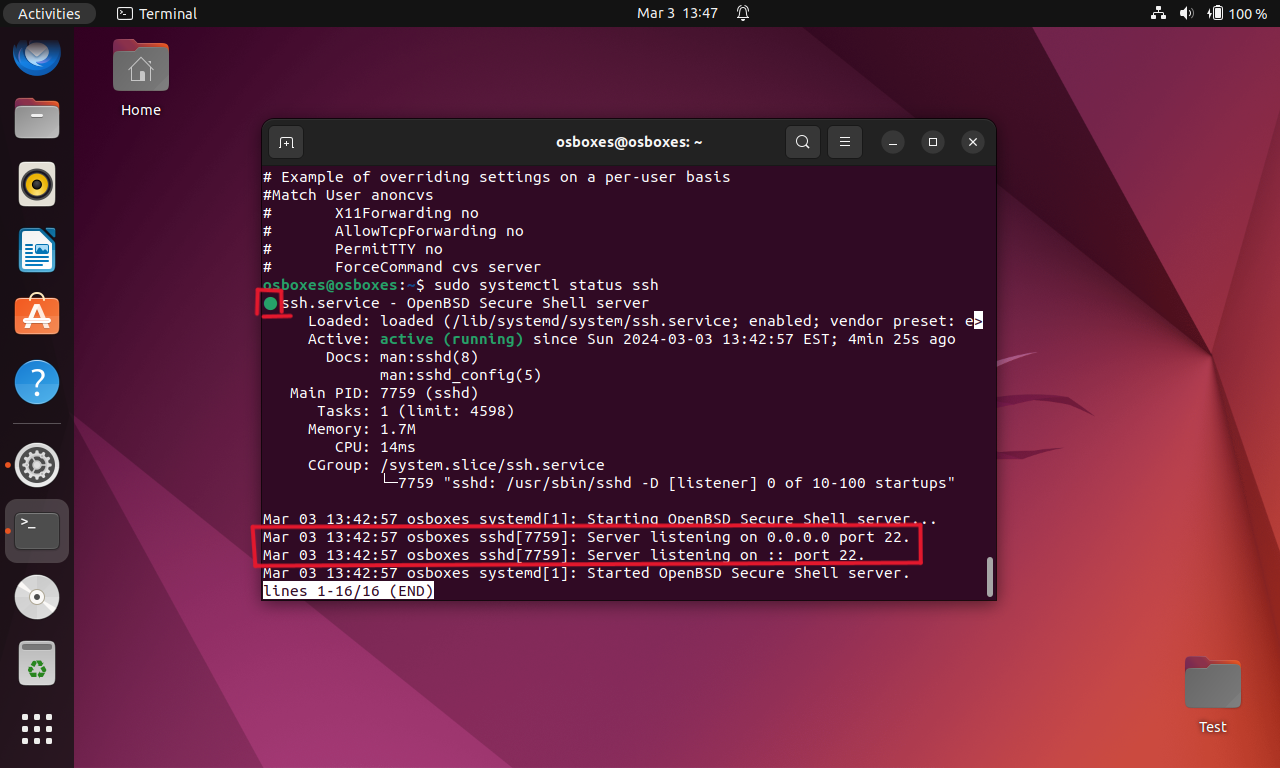 Activities
Terminal
Mar 3 13:47
100 %
Home
osboxes@osboxes: ~
# Example of overriding settings on a per-user basis
#Match User anoncvs
#       X11Forwarding no
#       AllowTcpForwarding no
#       PermitTTY no
#       ForceCommand cvs server
osboxes@osboxes:~$ sudo systemctl status ssh
● ssh.service - OpenBSD Secure Shell server
     Loaded: loaded (/lib/systemd/system/ssh.service; enabled; vendor preset: e>
     Active: active (running) since Sun 2024-03-03 13:42:57 EST; 4min 25s ago
       Docs: man:sshd(8)
             man:sshd_config(5)
   Main PID: 7759 (sshd)
      Tasks: 1 (limit: 4598)
     Memory: 1.7M
        CPU: 14ms
     CGroup: /system.slice/ssh.service
             └─7759 "sshd: /usr/sbin/sshd -D [listener] 0 of 10-100 startups"
Mar 03 13:42:57 osboxes systemd[1]: Starting OpenBSD Secure Shell server...
Mar 03 13:42:57 osboxes sshd[7759]: Server listening on 0.0.0.0 port 22.
Mar 03 13:42:57 osboxes sshd[7759]: Server listening on :: port 22.
Mar 03 13:42:57 osboxes systemd[1]: Started OpenBSD Secure Shell server.
lines 1-16/16 (END)
Test